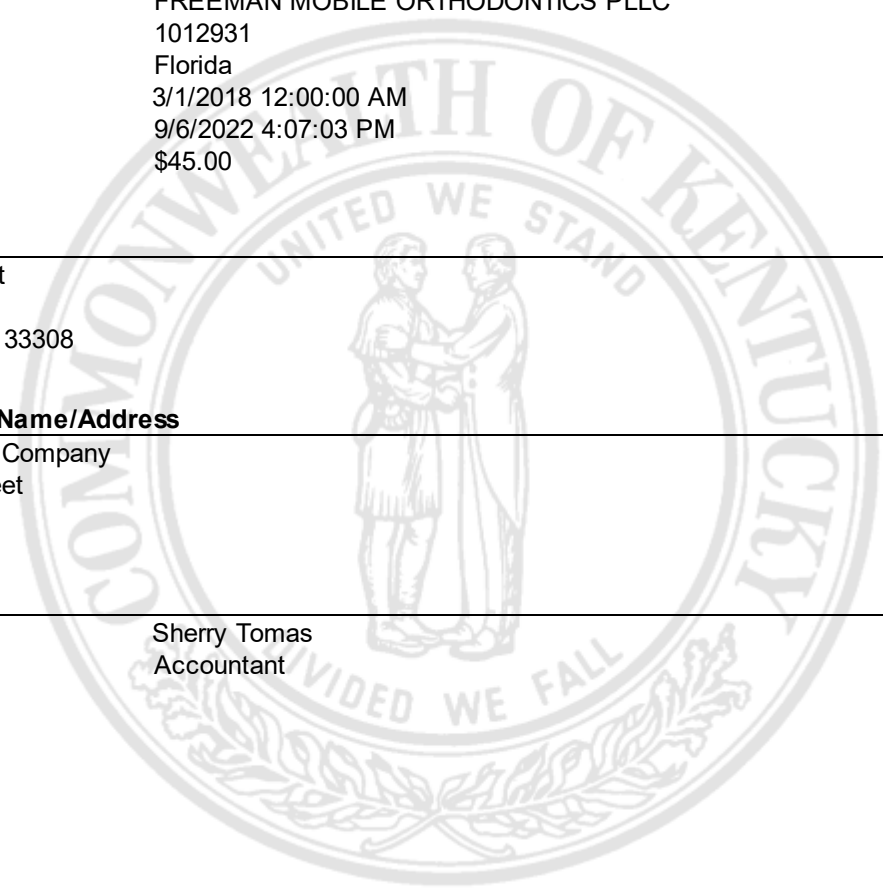 FREEMAN MOBILE ORTHODONTICS PLLC
1012931
Florida
3/1/2018 12:00:00 AM
9/6/2022 4:07:03 PM
$45.00
t
33308
Name/Address
Company
eet
Sherry Tomas
Accountant
COMMONWEALTH OF KENTUCKY
UNITED WE STAND
DIVIDED WE FALL